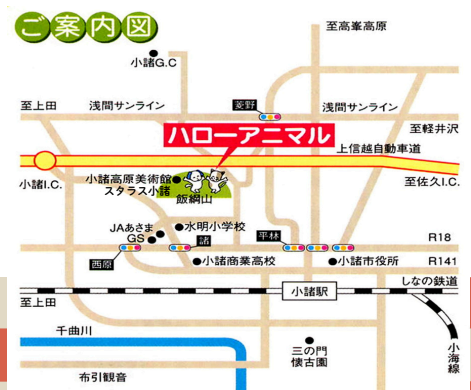 ご案内図
至高峯高原
小諸G.C
至上田
浅間サンライン
菱野
浅間サンライン
至軽井沢
ハローアニマル
上信越自動車道
小諸I.C.
小諸高原美術館
スタラス小諸
飯綱山
至佐久I.C.
JAあさま
GS
水明小学校
諸
平林
西原
小諸商業高校
小諸市役所
R18
R141
しなの鉄道
至上田
小諸駅
千曲川
三の門
懐古園
小海線
布引観音